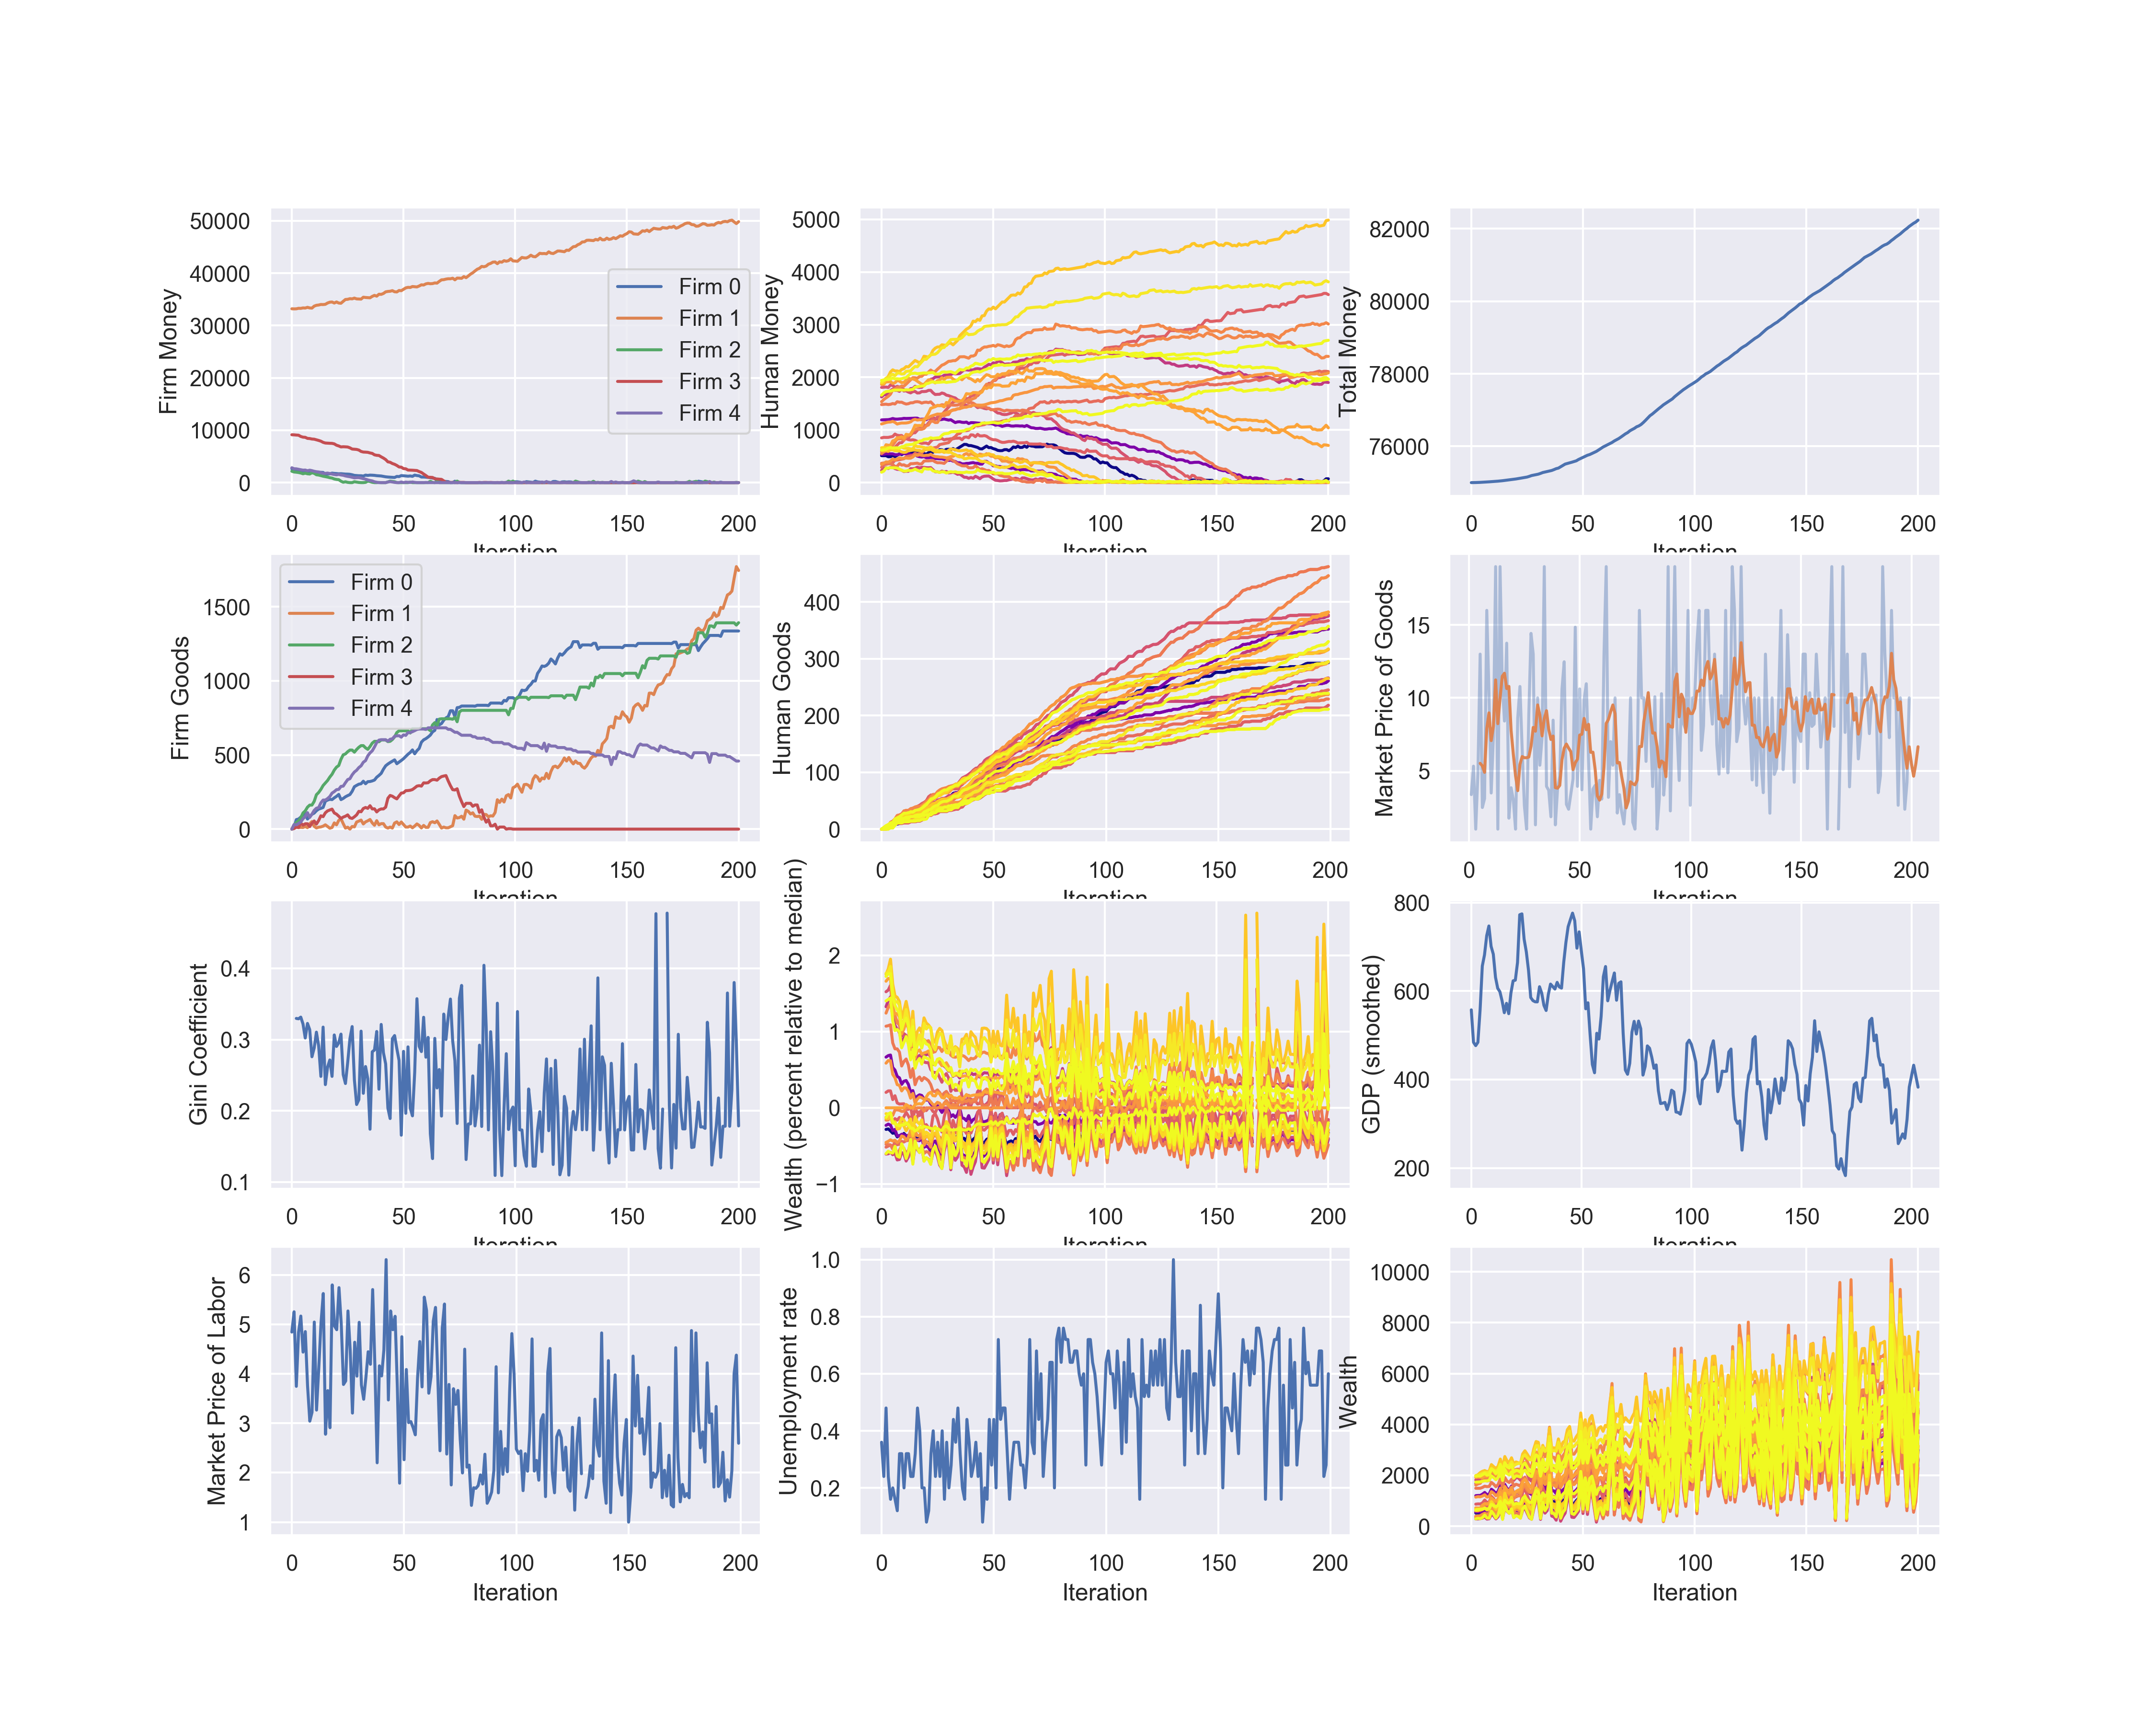 Firm Money
50000
40000
30000
20000
10000
0
Firm 0
Firm 1
Firm 2
Firm 3
Firm 4
0 50 100 150 200
Iteration
Human Money
5000
4000
3000
2000
1000
0
0 50 100 150 200
Iteration
Total Money
82000
80000
78000
76000
0 50 100 150 200
Iteration
Firm Goods
1500
1000
500
0
Firm 0
Firm 1
Firm 2
Firm 3
Firm 4
0 50 100 150 200
Iteration
Human Goods
400
300
200
100
0
0 50 100 150 200
Iteration
Market Price of Goods
15
10
5
0 50 100 150 200
Iteration
Gini Coefficient
0.4
0.3
0.2
0.1
0 50 100 150 200
Iteration
Wealth (percent relative to median)
2
1
0
−1
0 50 100 150 200
Iteration
GDP (smoothed)
800
600
400
200
0 50 100 150 200
Iteration
Market Price of Labor
6
5
4
3
2
1
0 50 100 150 200
Iteration
Unemployment rate
1.0
0.8
0.6
0.4
0.2
0 50 100 150 200
Iteration
Wealth
10000
8000
6000
4000
2000
0
0 50 100 150 200
Iteration